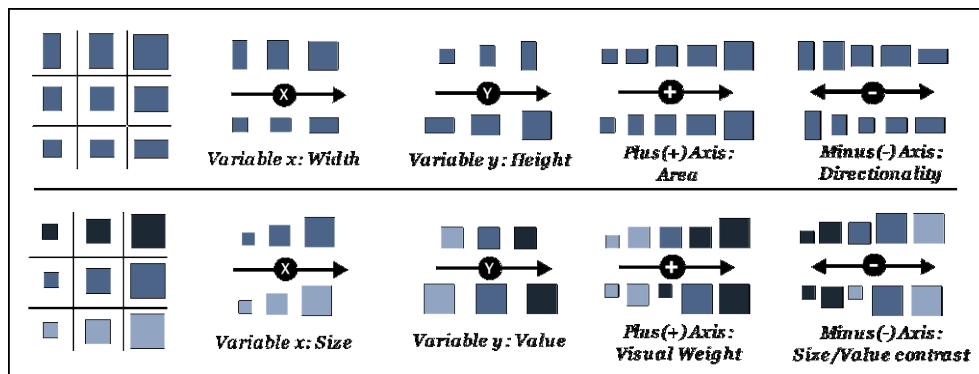 X
Y
+
-
Variable x: Width
Variable y: Height
Plus(+) Axis:
Area
Minus(-) Axis:
Directionality
X
Y
+
-
Variable x: Size
Variable y: Value
Plus(+) Axis:
Visual Weight
Minus(-) Axis:
Size/Value contrast